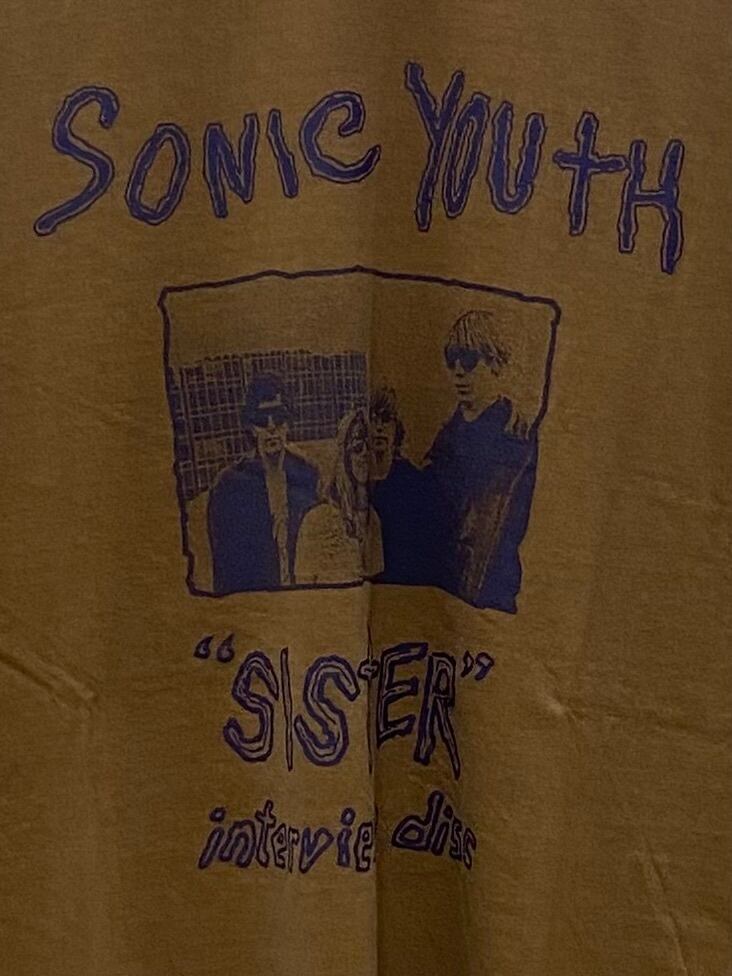 SONIC YOUTH
"SISTER"
interview disc